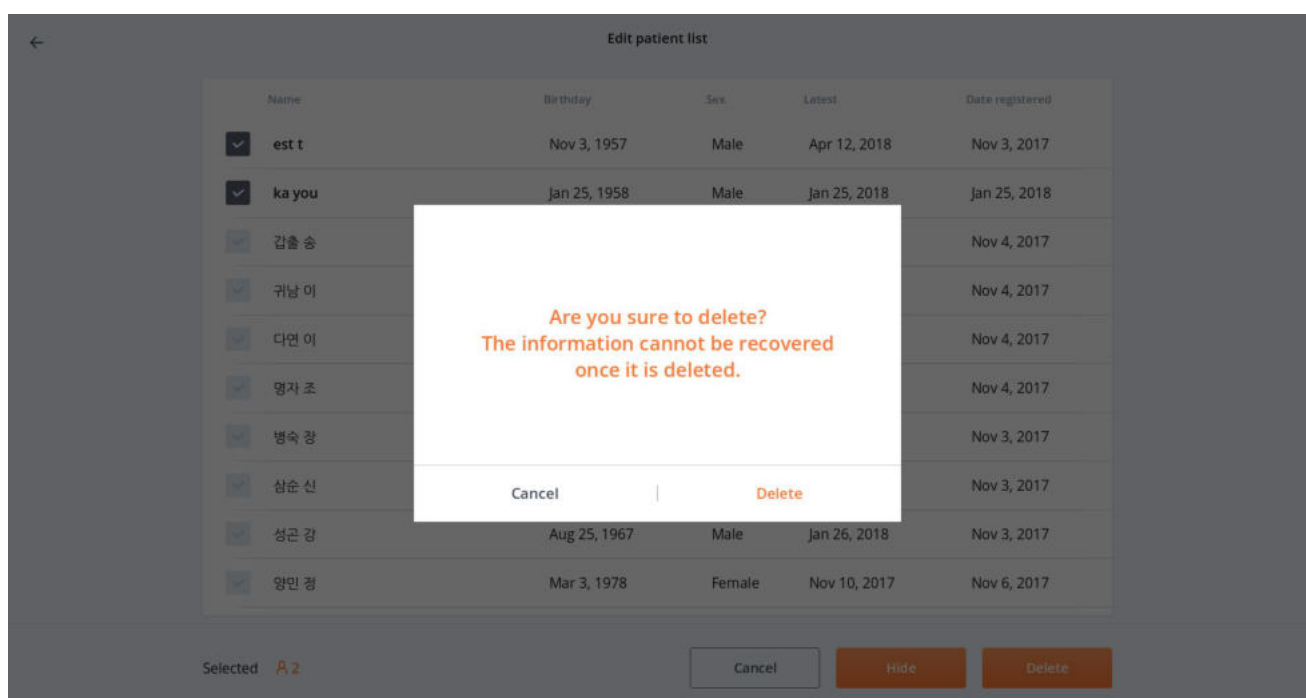 Edit patient list
Name Birthday Sex Latest Date registered
est t Nov 3, 1957 Male Apr 12, 2018 Nov 3, 2017
ka you Jan 25, 1958 Male Jan 25, 2018 Jan 25, 2018
갑출 송 Nov 4, 2017
귀남 이 Nov 4, 2017
다연 이 Nov 4, 2017
명자 조 Nov 4, 2017
병숙 장 Nov 3, 2017
삼순 신 Nov 3, 2017
성곤 강 Aug 25, 1967 Male Jan 26, 2018 Nov 3, 2017
양민 정 Mar 3, 1978 Female Nov 10, 2017 Nov 6, 2017
Are you sure to delete?
The information cannot be recovered
once it is deleted.
Cancel Delete
Selected 2 Cancel Hide Delete